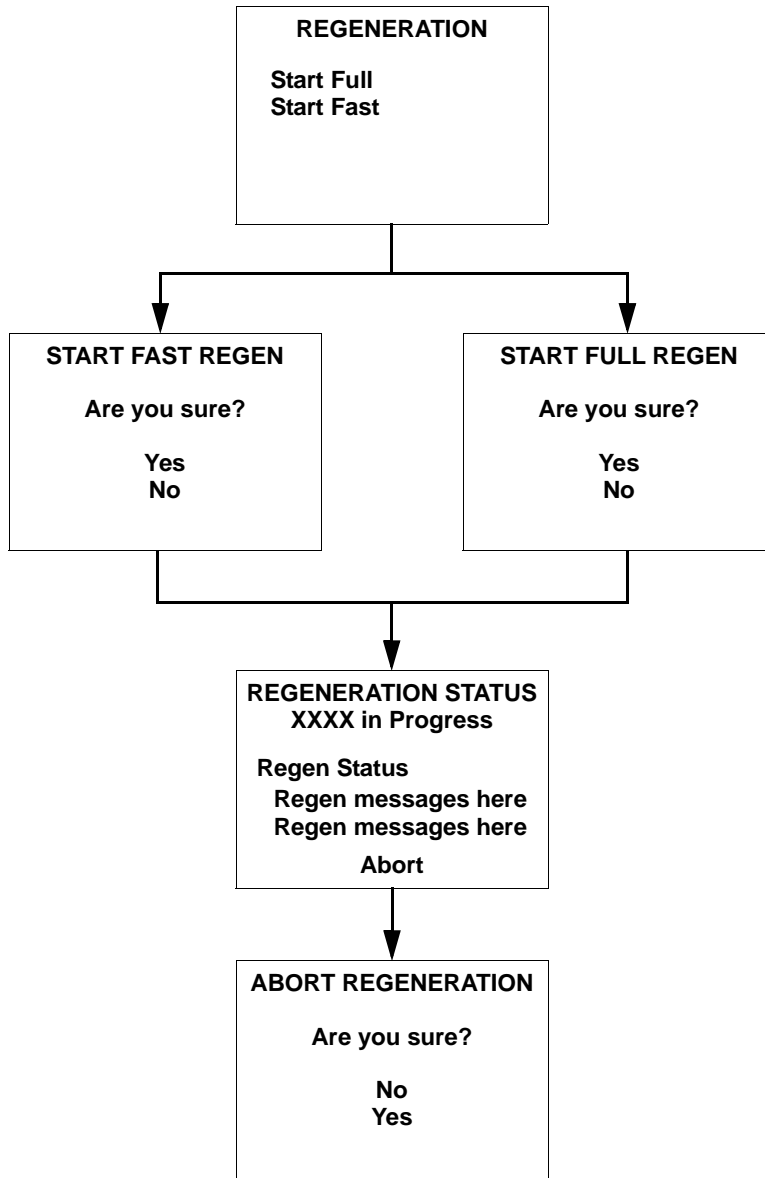 REGENERATION
Start Full
Start Fast
START FAST REGEN
Are you sure?
Yes
No
START FULL REGEN
Are you sure?
Yes
No
REGENERATION STATUS
XXXX in Progress
Regen Status
Regen messages here
Regen messages here
Abort
ABORT REGENERATION
Are you sure?
No
Yes